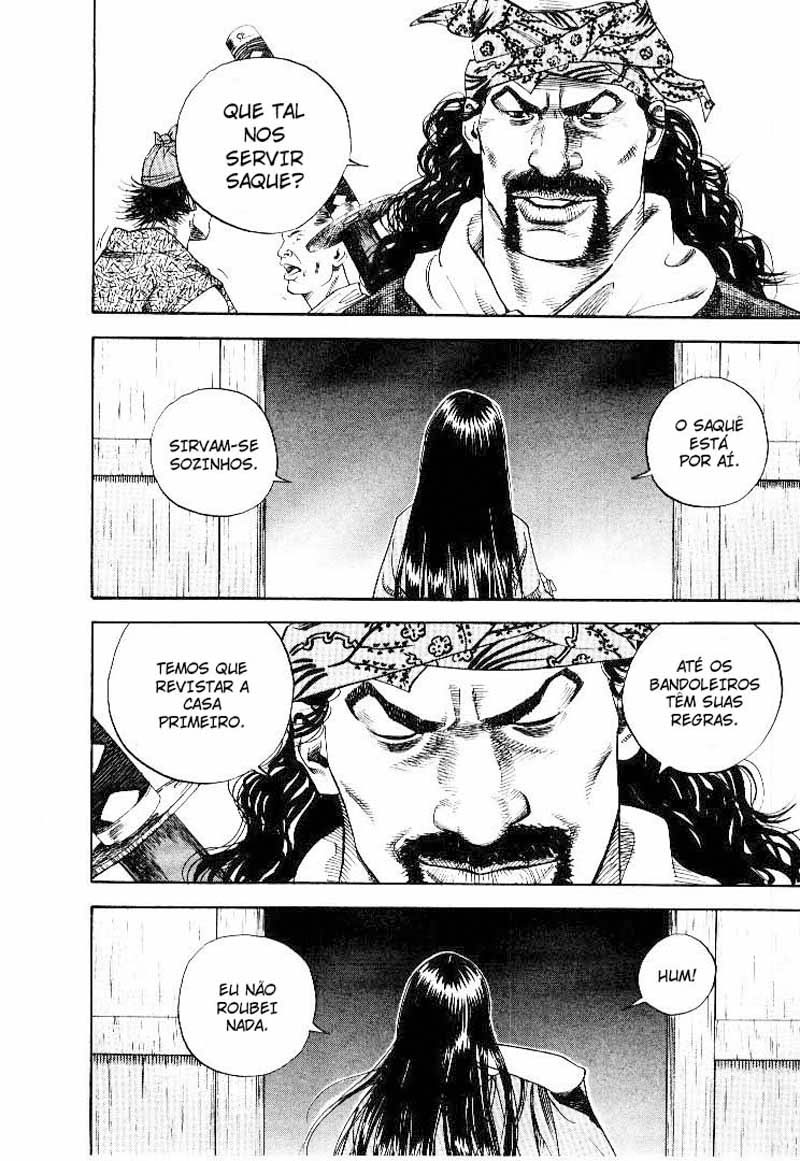 QUE TAL
NOS
SERVIR
SAQUE?
O SAQUÊ
ESTÁ
POR AÍ.
SIRVAM-SE
SOZINHOS.
ATÉ OS
BANDOLEIROS
TÊM SUAS
REGRAS.
TEMOS QUE
REVISTAR A
CASA
PRIMEIRO.
HUM!
EU NÃO
ROUBEI
NADA.